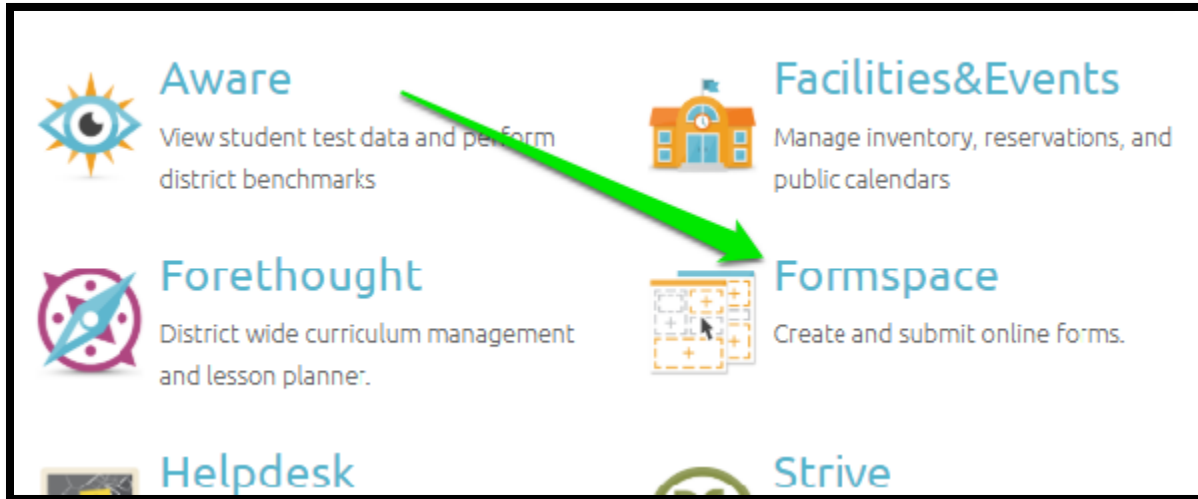 Aware
View student test data and perform
district benchmarks
Facilities&Events
Manage inventory, reservations, and
public calendars
Forethought
District wide curriculum management
and lesson planner.
Formspace
Create and submit online forms.
Helpdesk
Strive